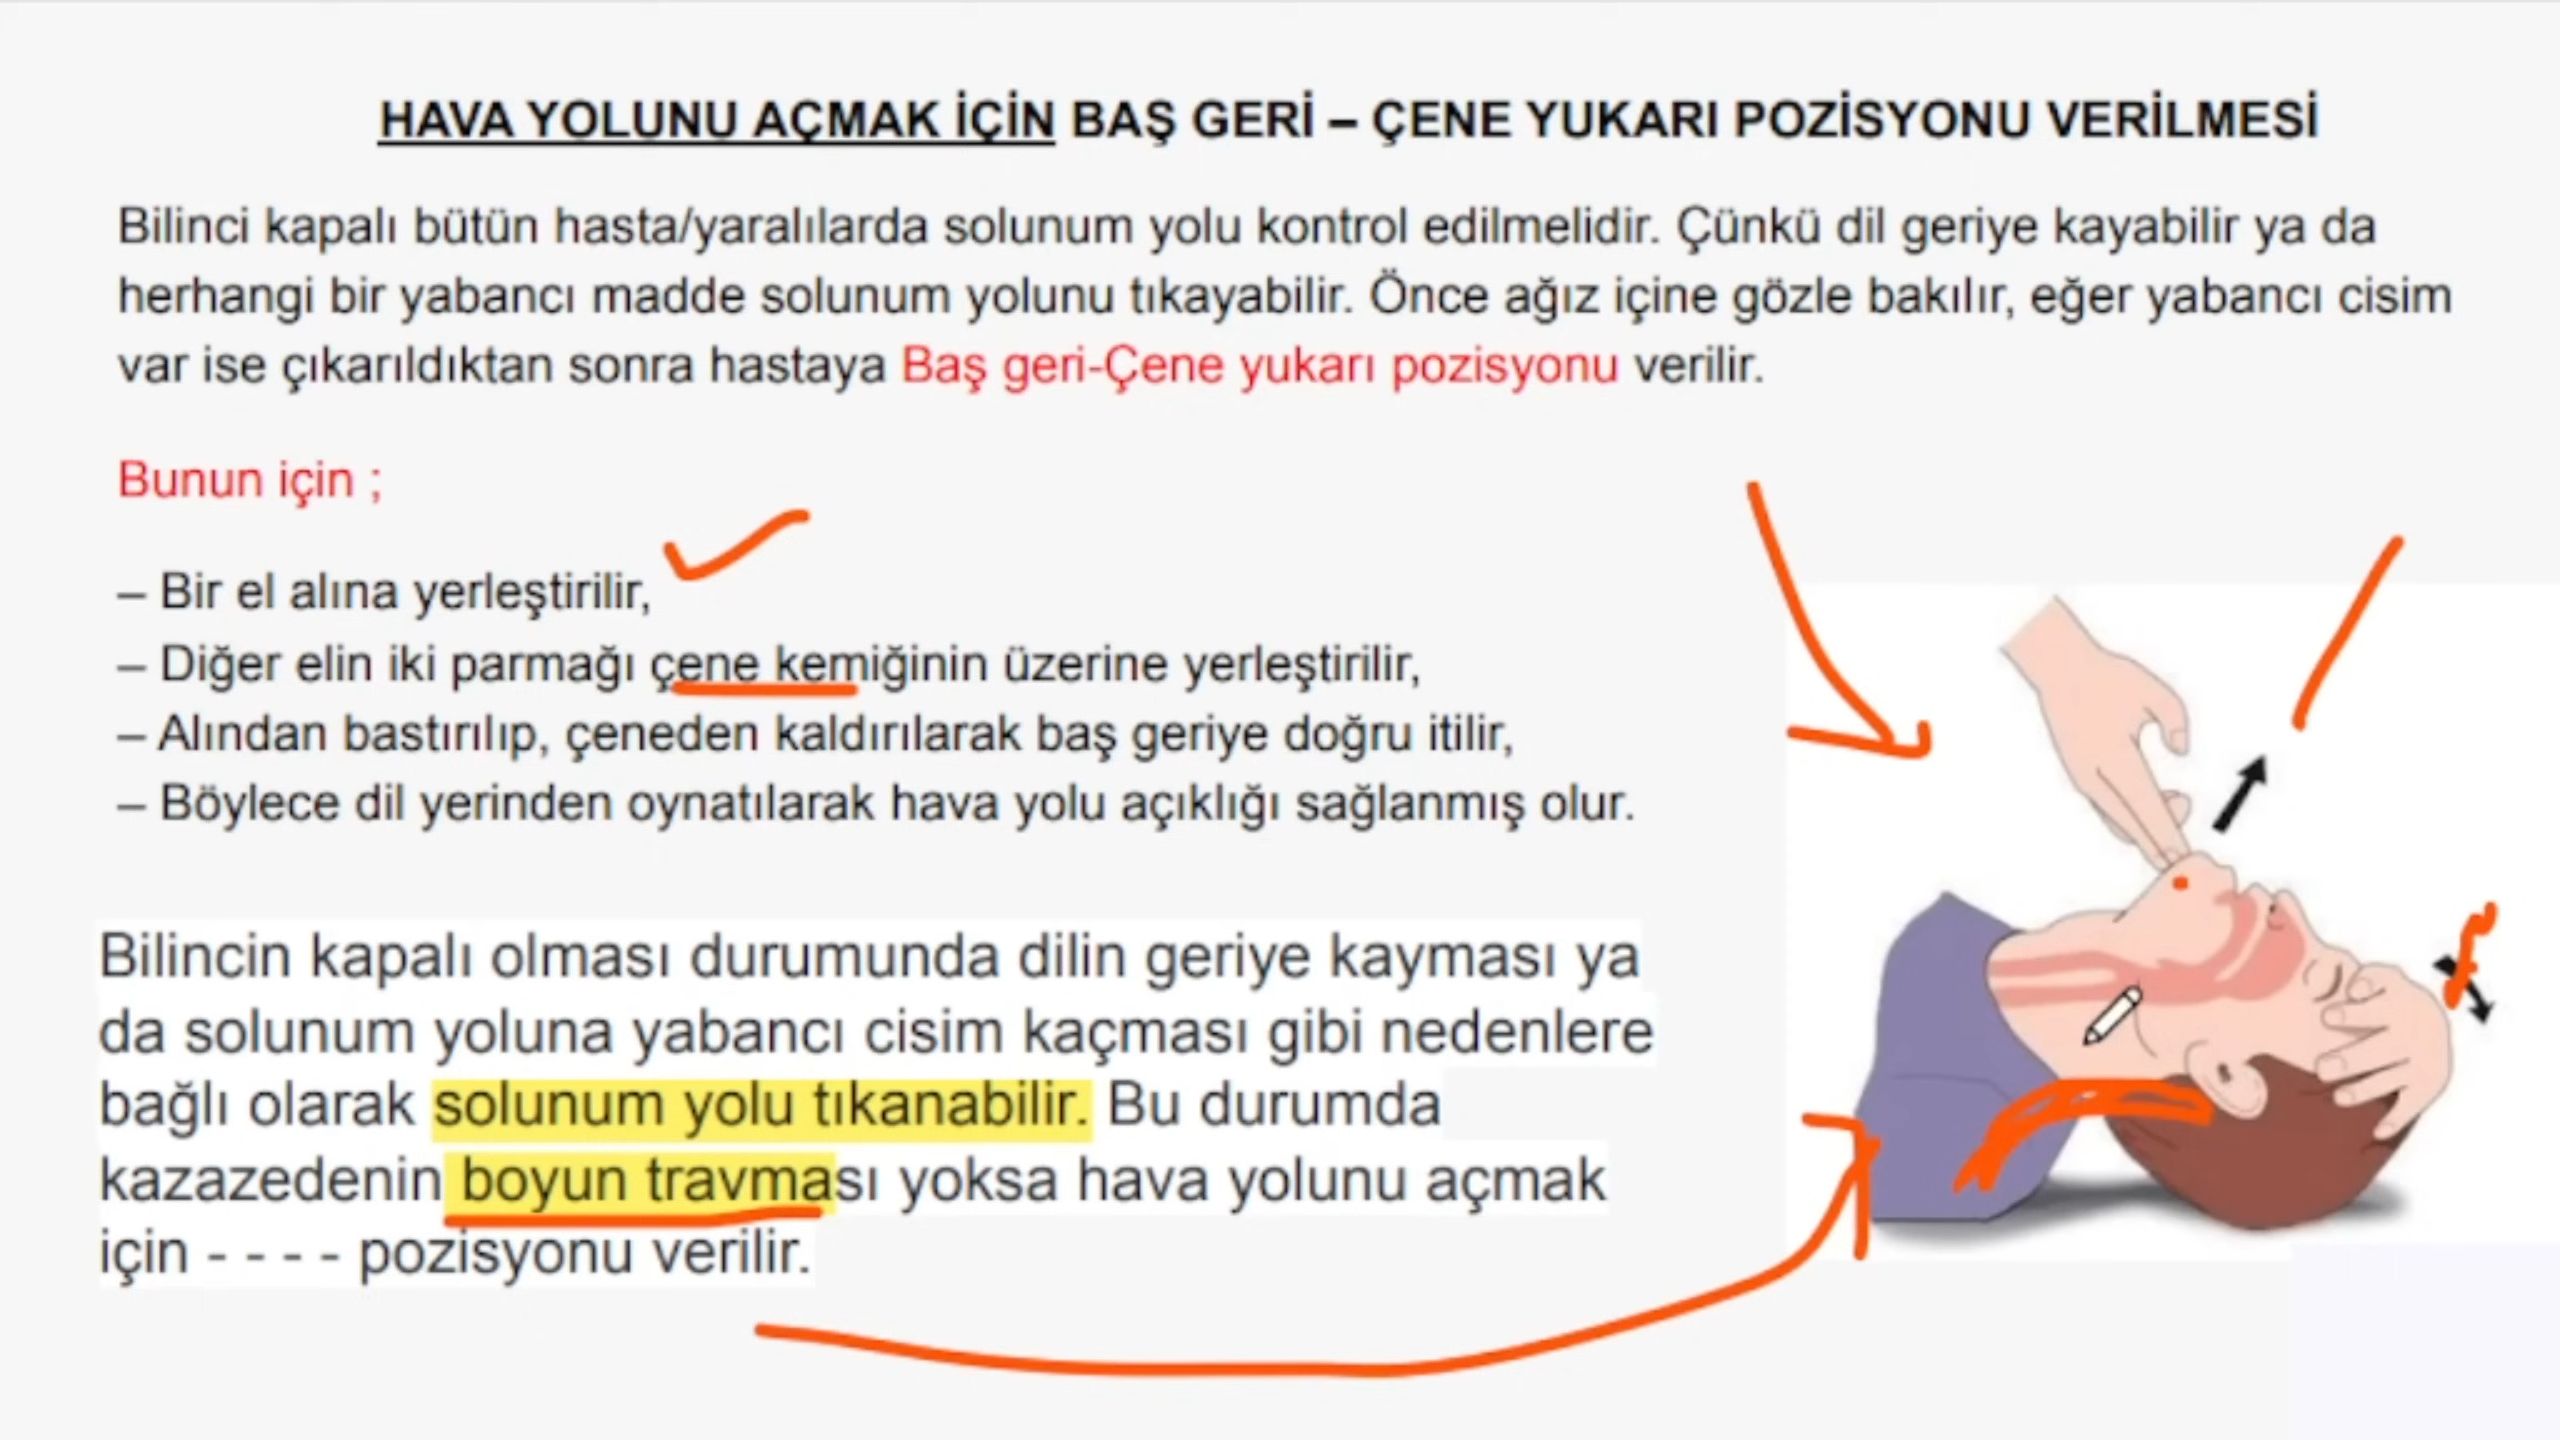 HAVA YOLUNU AÇMAK İÇİN BAŞ GERİ – ÇENE YUKARI POZİSYONU VERİLMESİ
Bilinci kapalı bütün hasta/yaralılarda solunum yolu kontrol edilmelidir. Çünkü dil geriye kayabilir ya da
herhangi bir yabancı madde solunum yolunu tıkayabilir. Önce ağız içine gözle bakılır, eğer yabancı cisim
var ise çıkarıldıktan sonra hastaya Baş geri-Çene yukarı pozisyonu verilir.
Bunun için ;
– Bir el alına yerleştirilir,
– Diğer elin iki parmağı çene kemiğinin üzerine yerleştirilir,
– Alından bastırılıp, çeneden kaldırılarak baş geriye doğru itilir,
– Böylece dil yerinden oynatılarak hava yolu açıklığı sağlanmış olur.
Bilincin kapalı olması durumunda dilin geriye kayması ya
da solunum yoluna yabancı cisim kaçması gibi nedenlere
bağlı olarak solunum yolu tıkanabilir. Bu durumda
kazazedenin boyun travması yoksa hava yolunu açmak
için - - - - pozisyonu verilir.